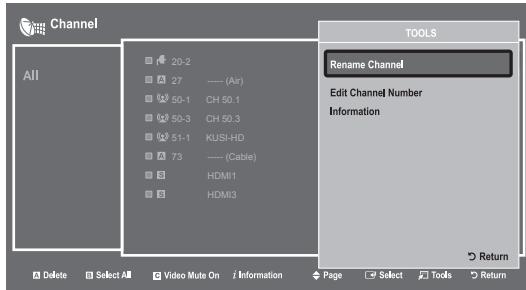 Channel
All
20-2
A 27 ----- (Air)
50-1 CH 50.1
50-3 CH 50.3
51-1 KUSI-HD
A 73 ----- (Cable)
S HDMI1
S HDMI3
TOOLS
Rename Channel
Edit Channel Number
Information
Return
A Delete B Select All C Video Mute On i Information Page Select Tools Return